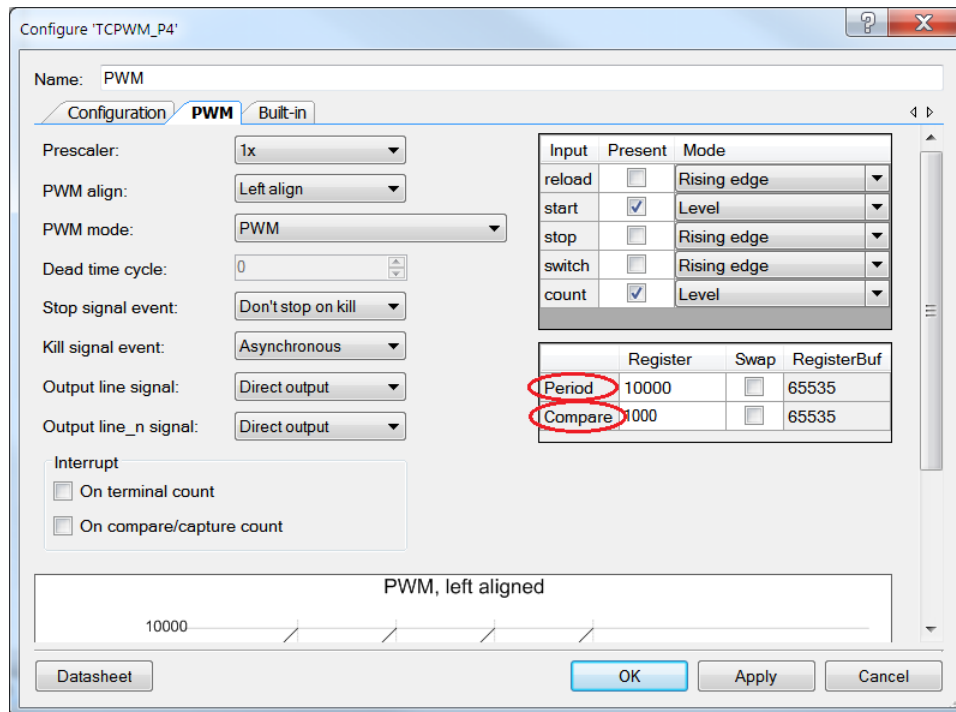 Configure 'TCPWM_P4'
Name: PWM
Configuration PWM Built-in
Prescaler: 1x
PWM align: Left align
PWM mode: PWM
Dead time cycle: 0
Stop signal event: Don't stop on kill
Kill signal event: Asynchronous
Output line signal: Direct output
Output line_n signal: Direct output
Interrupt
On terminal count
On compare/capture count
Input Present Mode
reload Rising edge
start Level
stop Rising edge
switch Rising edge
count Level
Register Swap RegisterBuf
Period 10000 65535
Compare 1000 65535
PWM, left aligned
10000
Datasheet OK Apply Cancel